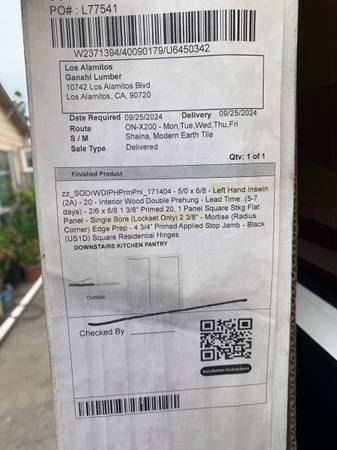 PO#: L77541
W2371394/40090179/U6450342
Los Alamitos
Ganahl Lumber
10742 Los Alamitos Blvd
Los Alamitos, CA, 90720
Date Required 09/25/2024 Delivery 09/25/2024
Route ON-X200 - Mon,Tue,Wed,Thu,Fri
S / M Shaina, Modern Earth Tile
Sale Type Delivered
Qty: 1 of 1
Finished Product
zz_SODrWDIPHPrmPnl_171404 - 5/0 x 6/8 - Left Hand Inswin
(2A) - 20 - Interior Wood Double Prehung - Lead Time: (5-7
days) - 2/6 x 6/8 1 3/8" Primed 20, 1 Panel Square Stkg Flat
Panel - Single Bore (Lockset Only) 2 3/8" - Mortise (Radius
Corner) Edge Prep - 4 3/4" Primed Applied Stop Jamb - Black
(US1D) Square Residential Hinges
DOWNSTAIRS KITCHEN PANTRY
Outside
Checked By
Installation Instructions